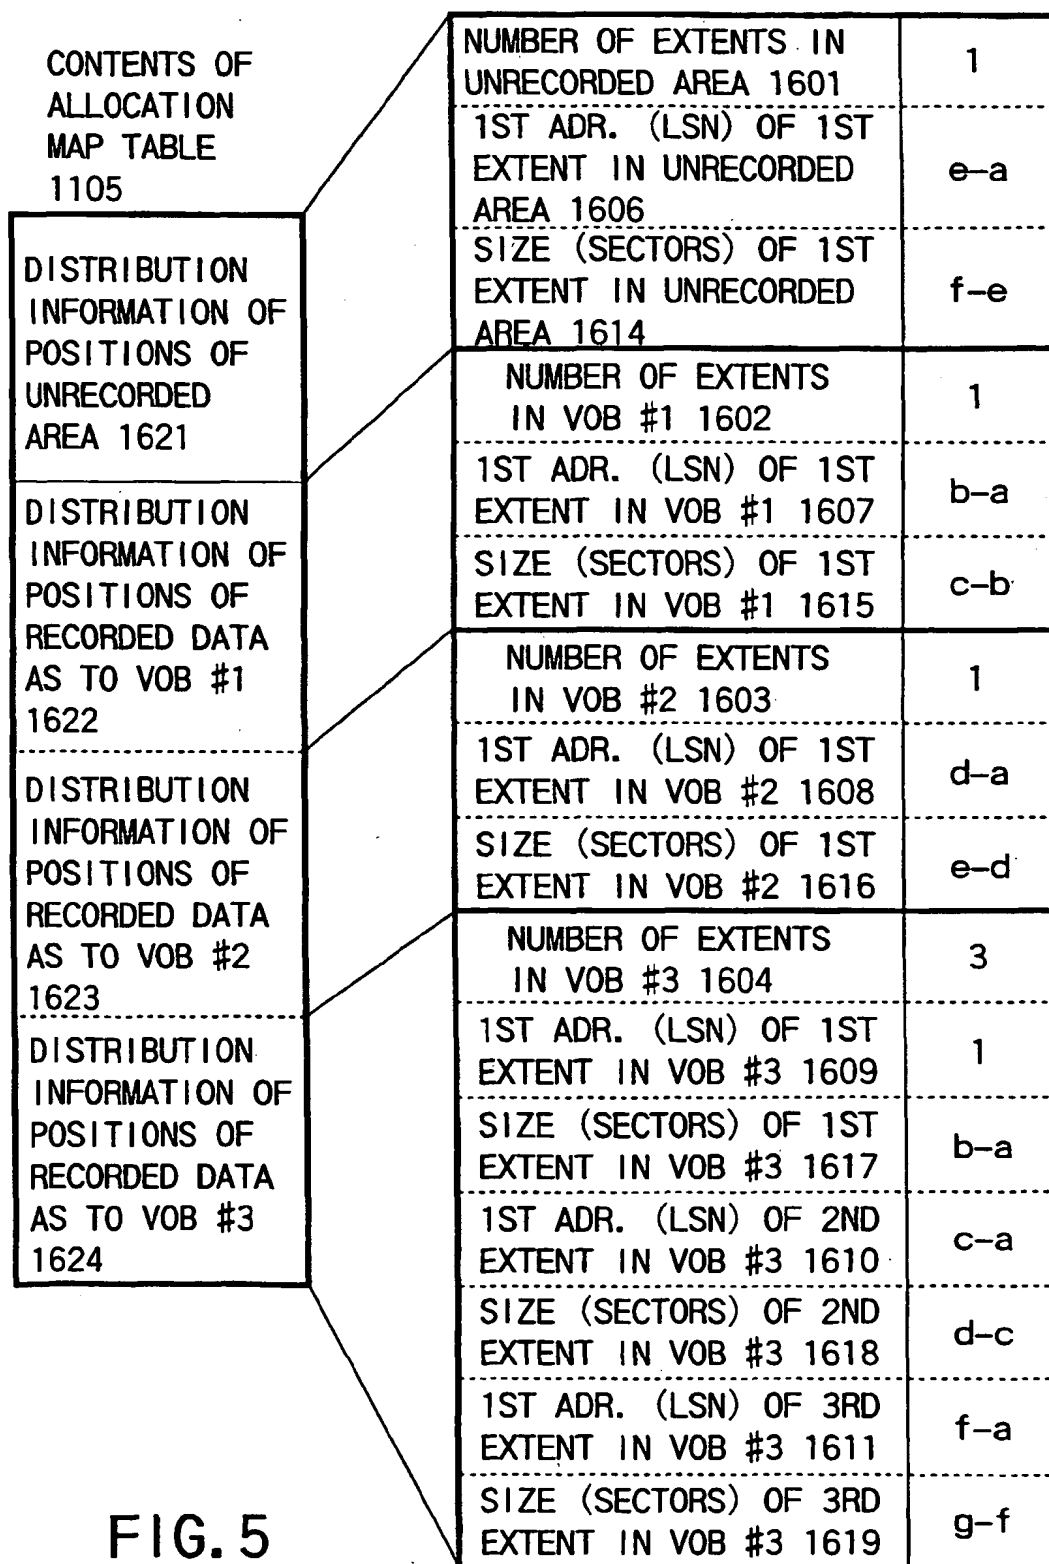 CONTENTS OF
ALLOCATION
MAP TABLE
1105
DISTRIBUTION
INFORMATION OF
POSITIONS OF
UNRECORDED
AREA 1621
DISTRIBUTION
INFORMATION OF
POSITIONS OF
RECORDED DATA
AS TO VOB #1
1622
DISTRIBUTION
INFORMATION OF
POSITIONS OF
RECORDED DATA
AS TO VOB #2
1623
DISTRIBUTION
INFORMATION OF
POSITIONS OF
RECORDED DATA
AS TO VOB #3
1624
NUMBER OF EXTENTS IN
UNRECORDED AREA 1601
1
1ST ADR. (LSN) OF 1ST
EXTENT IN UNRECORDED
AREA 1606
e-a
SIZE (SECTORS) OF 1ST
EXTENT IN UNRECORDED
AREA 1614
f-e
NUMBER OF EXTENTS
IN VOB #1 1602
1
1ST ADR. (LSN) OF 1ST
EXTENT IN VOB #1 1607
b-a
SIZE (SECTORS) OF 1ST
EXTENT IN VOB #1 1615
c-b
NUMBER OF EXTENTS
IN VOB #2 1603
1
1ST ADR. (LSN) OF 1ST
EXTENT IN VOB #2 1608
d-a
SIZE (SECTORS) OF 1ST
EXTENT IN VOB #2 1616
e-d
NUMBER OF EXTENTS
IN VOB #3 1604
3
1ST ADR. (LSN) OF 1ST
EXTENT IN VOB #3 1609
1
SIZE (SECTORS) OF 1ST
EXTENT IN VOB #3 1617
b-a
1ST ADR. (LSN) OF 2ND
EXTENT IN VOB #3 1610
c-a
SIZE (SECTORS) OF 2ND
EXTENT IN VOB #3 1618
d-c
1ST ADR. (LSN) OF 3RD
EXTENT IN VOB #3 1611
f-a
SIZE (SECTORS) OF 3RD
EXTENT IN VOB #3 1619
g-f
FIG. 5